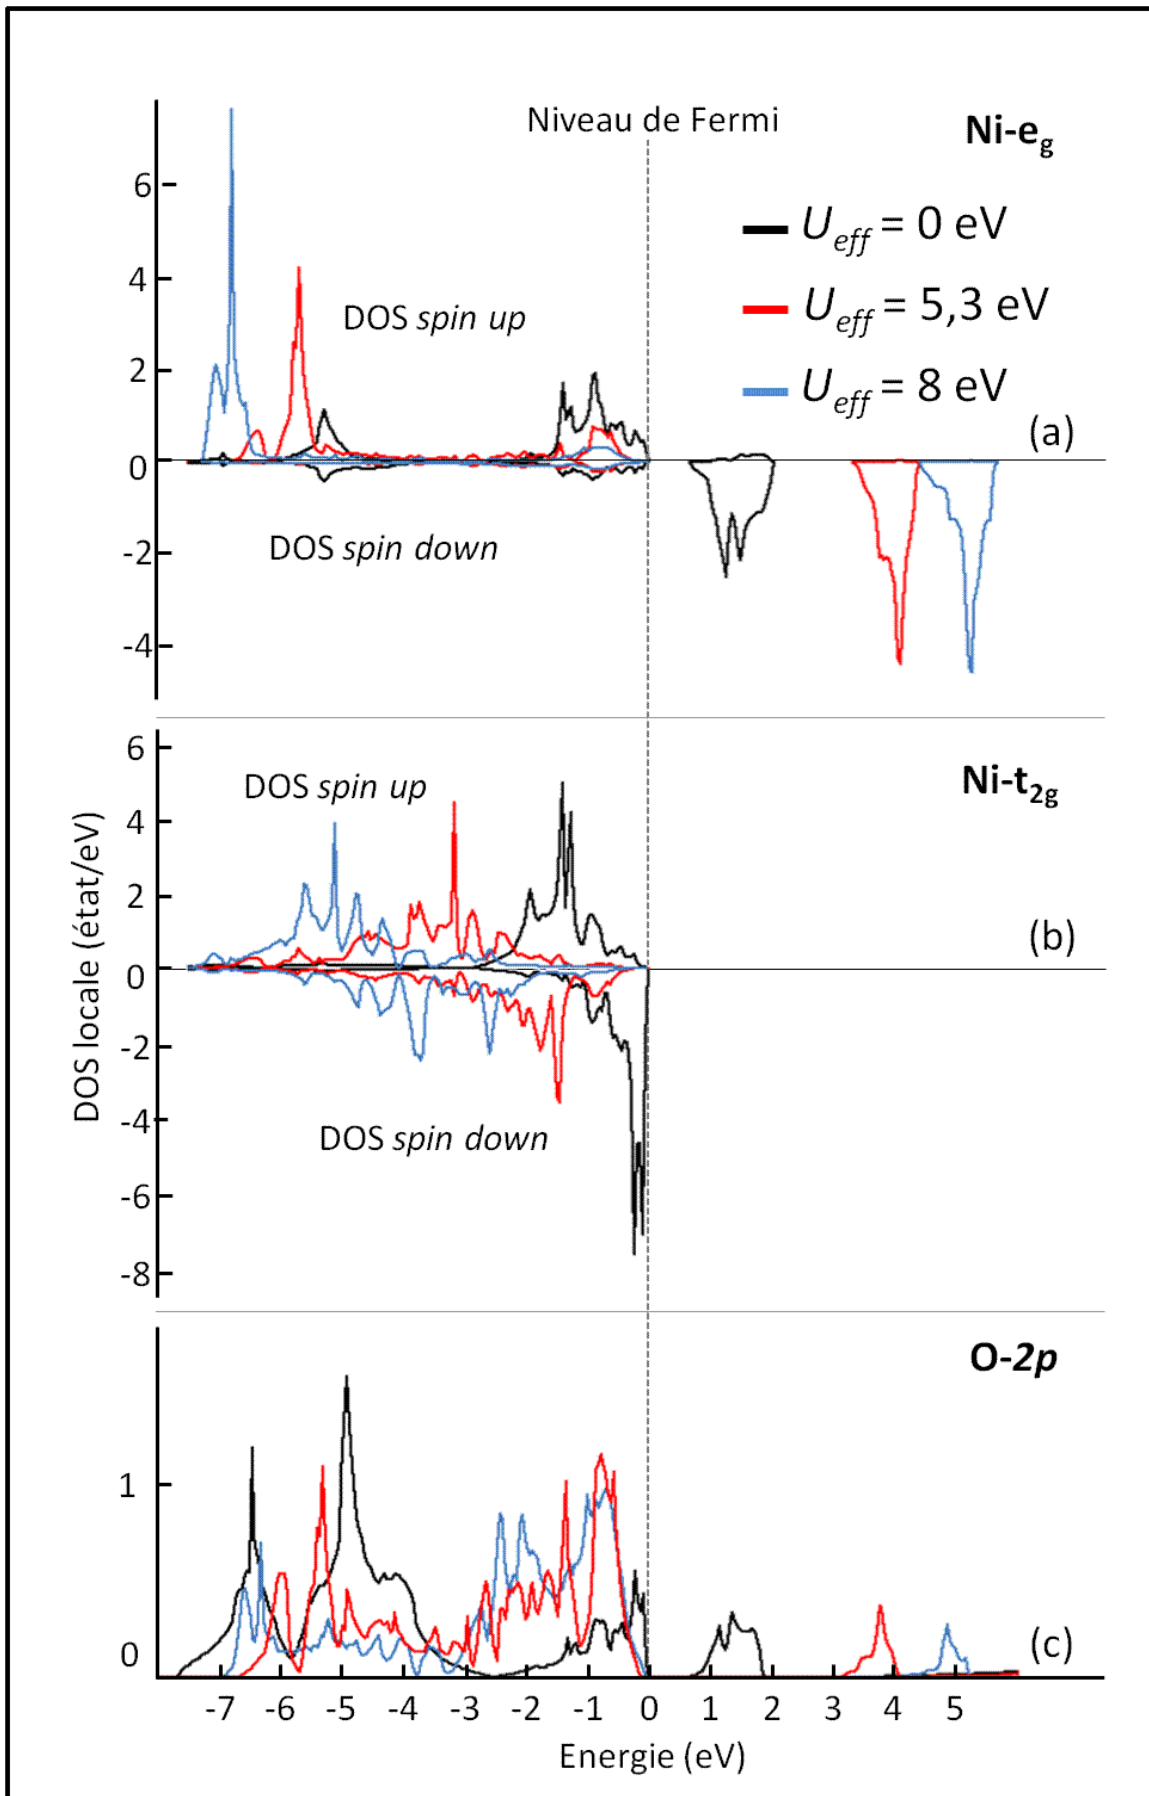 Niveau de Fermi
Ni-eg
Ueff = 0 eV
Ueff = 5,3 eV
Ueff = 8 eV
(a)
DOS spin up
DOS spin down
6
4
2
0
-2
-4
Ni-t2g
(b)
DOS spin up
DOS spin down
6
4
2
0
-2
-4
-6
-8
DOS locale (état/eV)
O-2p
(c)
1
0
-7 -6 -5 -4 -3 -2 -1 0 1 2 3 4 5
Energie (eV)